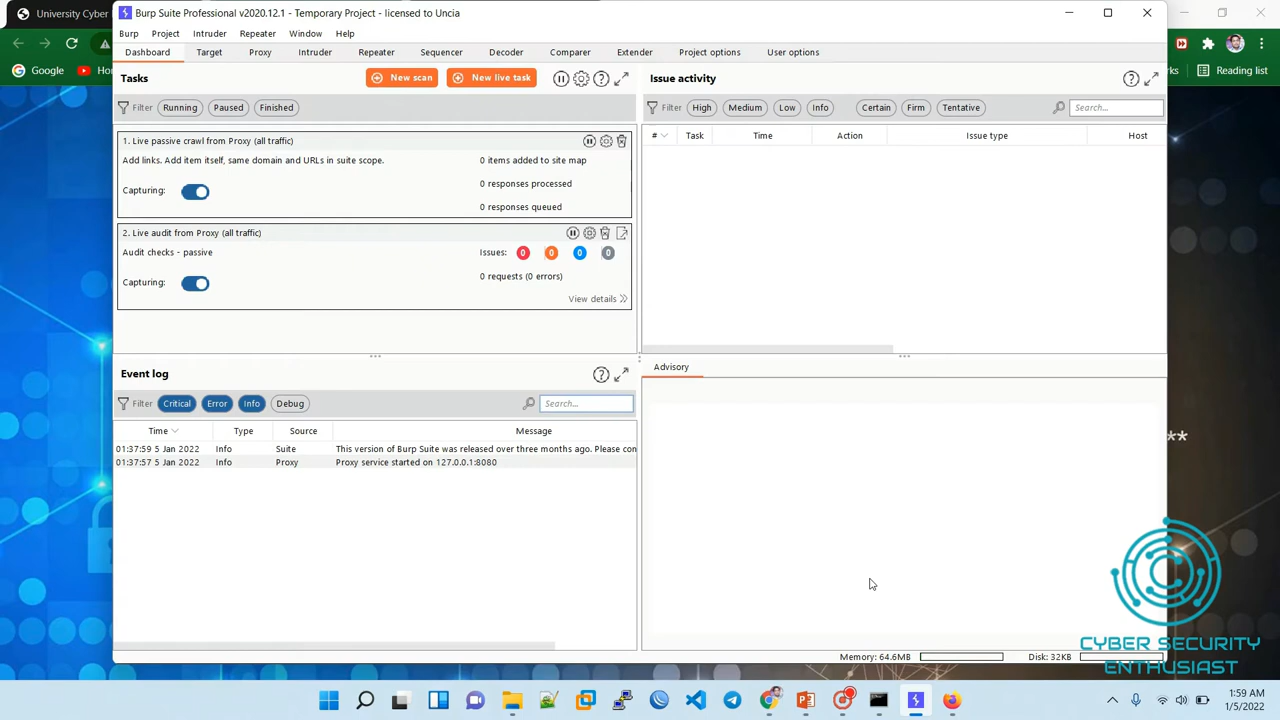 University Cyber
Burp Suite Professional v2020.12.1 - Temporary Project - licensed to Uncia
Burp Project Intruder Repeater Window Help
Google
Reading list
Dashboard Target Proxy Intruder Repeater Sequencer Decoder Comparer Extender Project options User options
Tasks
New scan
New live task
Filter Running Paused Finished
1. Live passive crawl from Proxy (all traffic)
Add links. Add item itself, same domain and URLs in suite scope.
0 items added to site map
Capturing:
0 responses processed
0 responses queued
2. Live audit from Proxy (all traffic)
Audit checks - passive
Issues: 0 0 0 0
Capturing:
0 requests (0 errors)
View details
Issue activity
Filter High Medium Low Info Certain Firm Tentative Search...
# Task Time Action Issue type Host
Event log
Filter Critical Error Info Debug Search...
Time Type Source Message
01:37:59 5 Jan 2022 Info Suite This version of Burp Suite was released over three months ago. Please con
01:37:57 5 Jan 2022 Info Proxy Proxy service started on 127.0.0.1:8080
Advisory
**
Memory: 64.6MB
Disk: 32KB
CYBER SECURITY
ENTHUSIAST
1:59 AM
1/5/2022